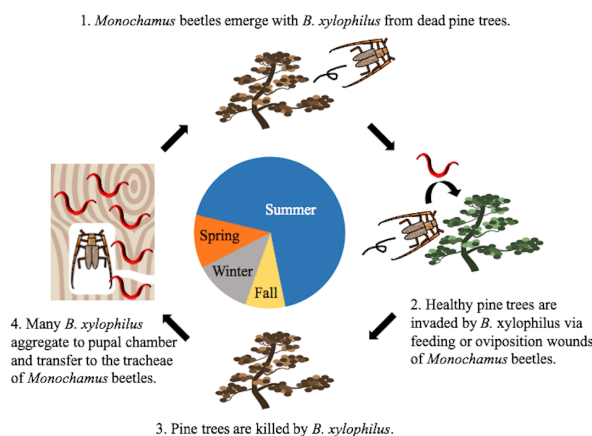 1. Monochamus beetles emerge with B. xylophilus from dead pine trees.
Summer
Spring
Winter
Fall
2. Healthy pine trees are
invaded by B. xylophilus via
feeding or oviposition wounds
of Monochamus beetles.
4. Many B. xylophilus
aggregate to pupal chamber
and transfer to the tracheae
of Monochamus beetles.
3. Pine trees are killed by B. xylophilus.